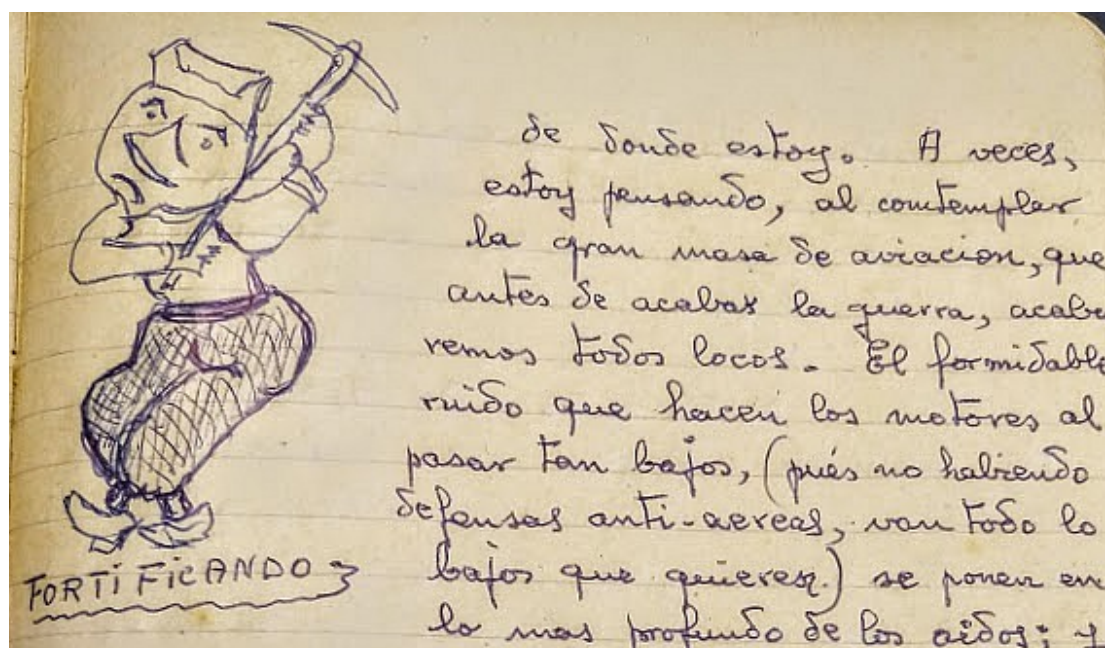 de donde estoy. A veces,
estoy pensando, al comtemplar
la gran masa de aviacion, que
antes de acabar la guerra, acaba
remos todos locos. El formidable
ruido que hacen los motores al
pasar tan bajos, (pués no habiendo
defensas anti-aereas, van todo lo
bajos que quieren.) se ponen en
lo mas profundo de los oidos; y
FORTIFICANDO